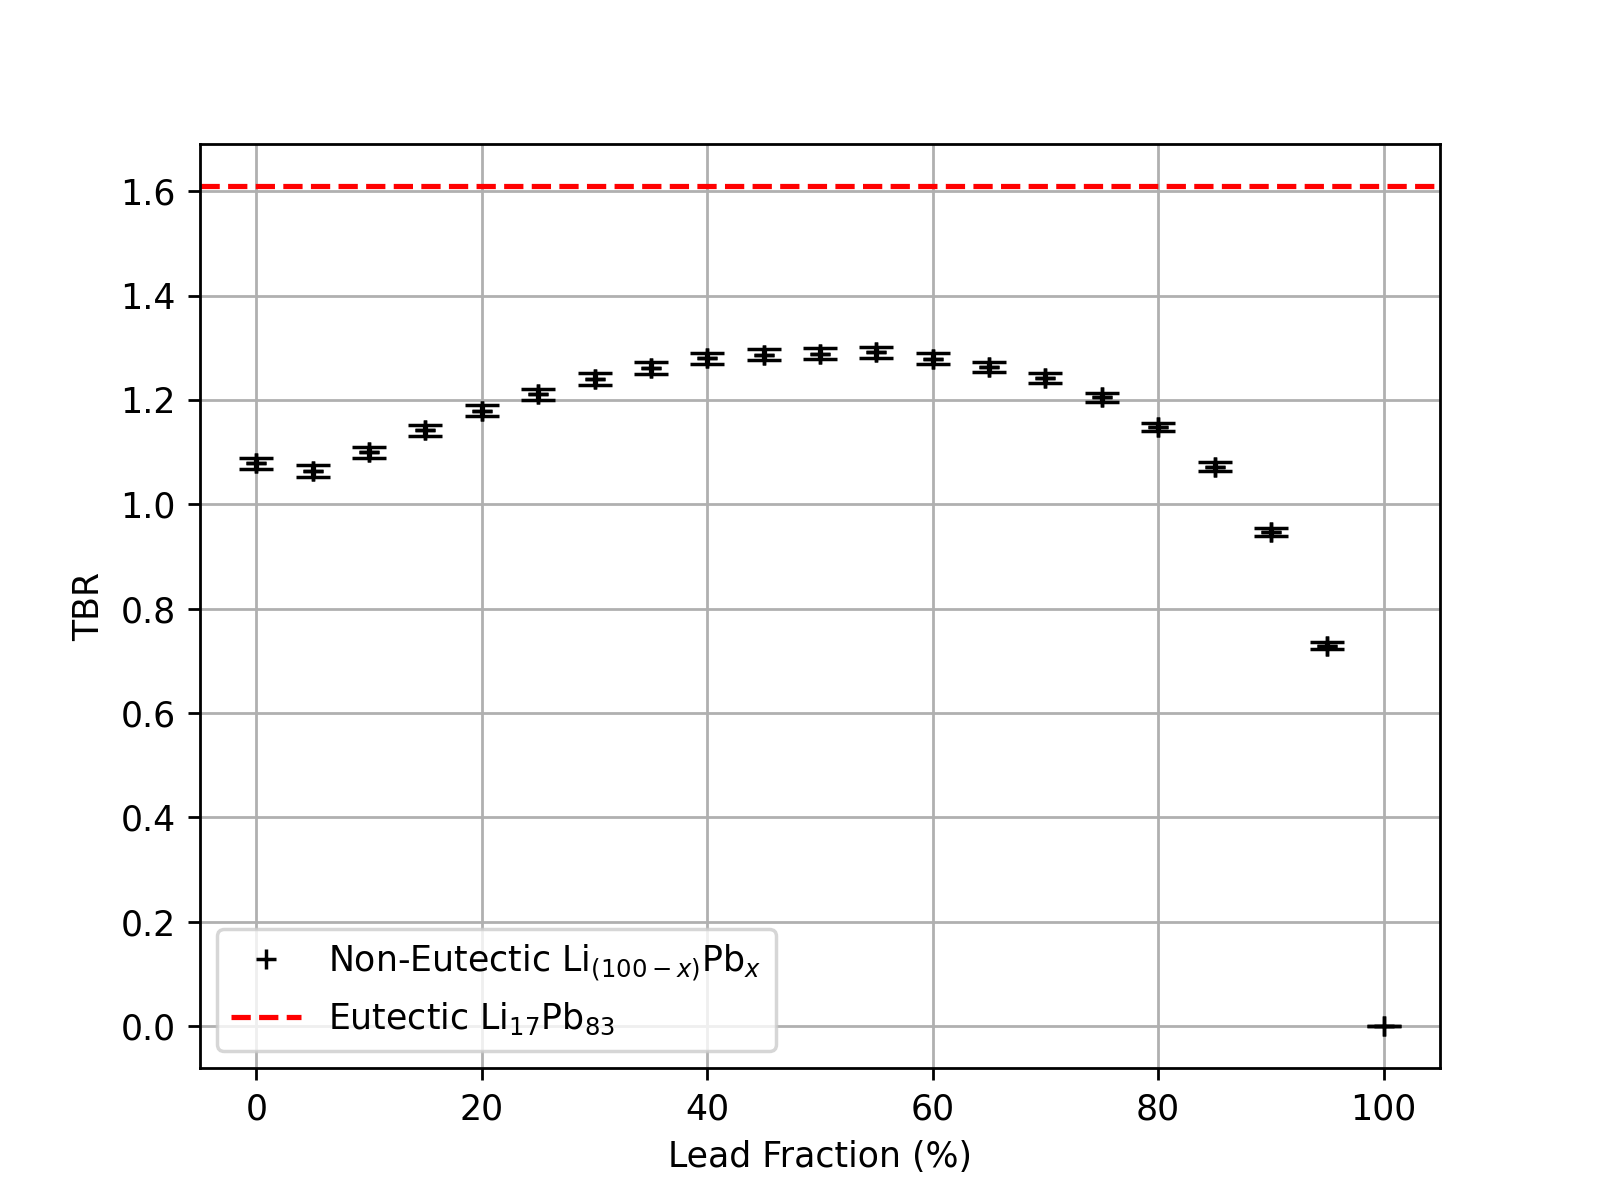 1.6
1.4
1.2
1.0
0.8
0.6
0.4
0.2
0.0
TBR
Non-Eutectic Li(100 − x)Pbx
Eutectic Li17Pb83
0 20 40 60 80 100
Lead Fraction (%)